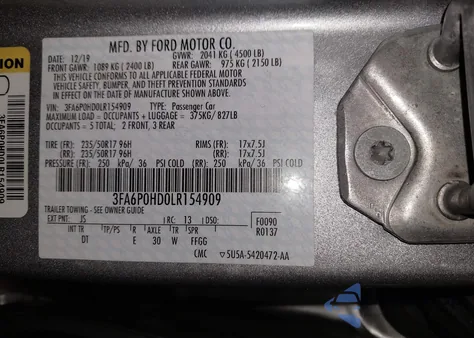 MFD. BY FORD MOTOR CO.
DATE: 12/19 GVWR: 2041 KG ( 4500 LB)
FRONT GAWR: 1089 KG ( 2400 LB) REAR GAWR: 975 KG ( 2150 LB)
THIS VEHICLE CONFORMS TO ALL APPLICABLE FEDERAL MOTOR
VEHICLE SAFETY, BUMPER, AND THEFT PREVENTION STANDARDS
IN EFFECT ON THE DATE OF MANUFACTURE SHOWN ABOVE.
VIN: 3FA6P0HD0LR154909 TYPE: Passenger Car
MAXIMUM LOAD = OCCUPANTS + LUGGAGE = 375KG/827LB
OCCUPANTS = 5 TOTAL; 2 FRONT, 3 REAR
TIRE (FR): 235/50R17 96H RIMS (FR): 17×7.5J
(RR): 235/50R17 96H (RR): 17×7.5J
PRESSURE (FR): 250 kPa/ 36 PSI COLD (RR): 250 kPa/ 36 PSI COLD
3FA6P0HD0LR154909
TRAILER TOWING - SEE OWNER GUIDE
EXT PNT: JS RC: 13 DSO: F0090
R0137
INT TR TP/PS R AXLE TR SPR
DT E 30 W FFGG
CMC 5U5A-5420472-AA
3FA6P0HD0LR154909